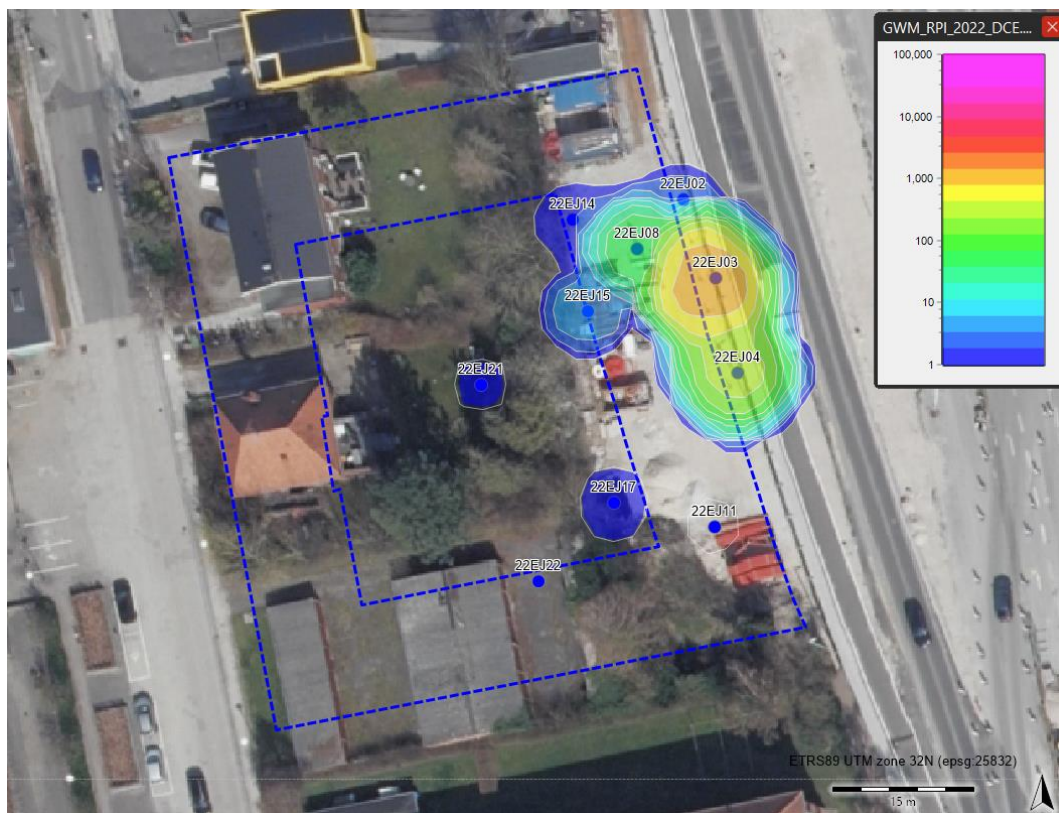 GWM_RPI_2022_DCE....
100,000
10,000
1,000
100
10
1
22EJ02
22EJ14
22EJ08
22EJ03
22EJ15
22EJ04
22EJ21
22EJ17
22EJ11
22EJ22
ETRS89 UTM zone 32N (epsg:25832)
15 m